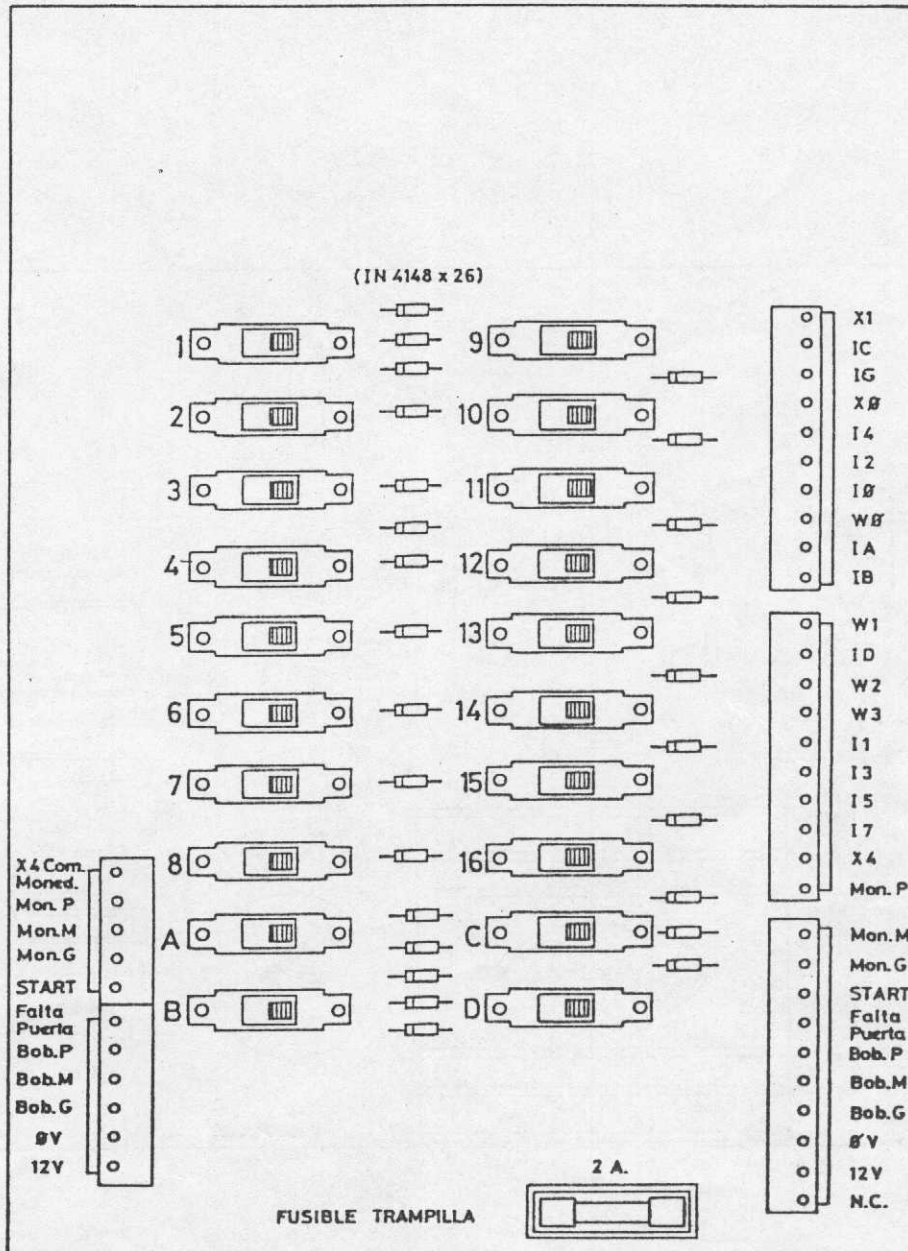 (IN 4148 x 26)
1
2
3
4
5
6
7
8
A
B
9
10
11
12
13
14
15
16
C
D
X1
IC
IG
XØ
I4
I2
IØ
WØ
IA
IB
W1
ID
W2
W3
I1
I3
I5
I7
X4
Mon. P
Mon. M
Mon. G
START
Falta
Puerta
Bob. P
Bob. M
Bob. G
ØV
12V
N.C.
X4 Com.
Moned.
Mon. P
Mon. M
Mon. G
START
Falta
Puerta
Bob. P
Bob. M
Bob. G
ØV
12V
2 A.
FUSIBLE TRAMPILLA